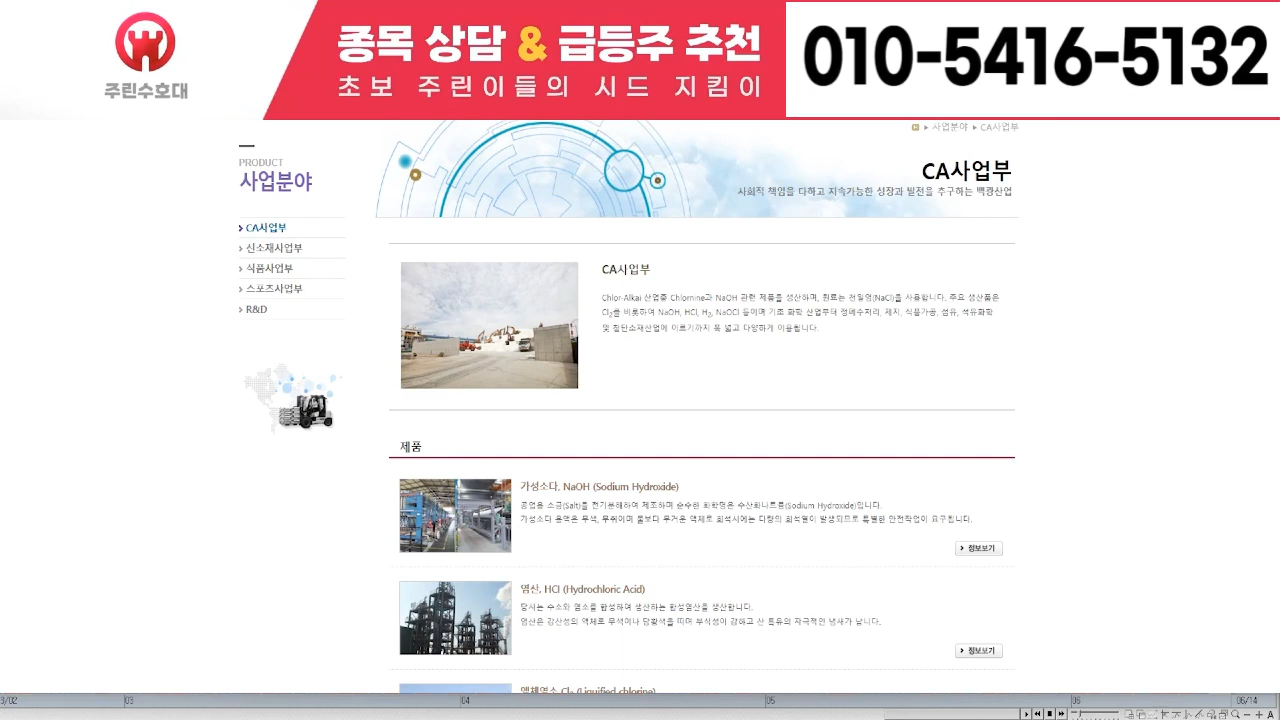 주린수호대
종목 상담 & 급등주 추천
초보 주린이들의 시드 지킴이
010-5416-5132
사업분야 CA사업부
PRODUCT
사업분야
CA사업부
사회적 책임을 다하고 지속가능한 성장과 발전을 추구하는 백광산업
CA사업부
신소재사업부
식품사업부
스포츠사업부
R&D
CA사업부
Chlor-Alkai 산업종 Chlornine과 NaOH 관련 제품을 생산하며, 원료는 천일염(NaCl)을 사용합니다. 주요 생산품은
Cl₂를 비롯하여 NaOH, HCl, H₂, NaOCl 등이며 기초 화학 산업부터 정폐수처리, 제지, 식품가공, 섬유, 석유화학
및 첨단소재산업에 이르기까지 폭 넓고 다양하게 이용됩니다.
제품
가성소다, NaOH (Sodium Hydroxide)
공업용 소금(Salt)를 전기분해하여 제조하며 순수한 화학명은 수산화나트륨(Sodium Hydroxide)입니다.
가성소다 용액은 무색, 무취이며 물보다 무거운 액체로 희석시에는 다량의 희석열이 발생되므로 특별한 안전작업이 요구됩니다.
정보보기
염산, HCl (Hydrochloric Acid)
당사는 수소와 염소를 합성하여 생산하는 합성염산을 생산합니다.
염산은 강산성의 액체로 무색이나 담황색을 띠며 부식성이 강하고 산 특유의 자극적인 냄새가 납니다.
정보보기
액체염소 Cl₂ (Liquified chlorine)
3/02 03 04 05 06 06/14